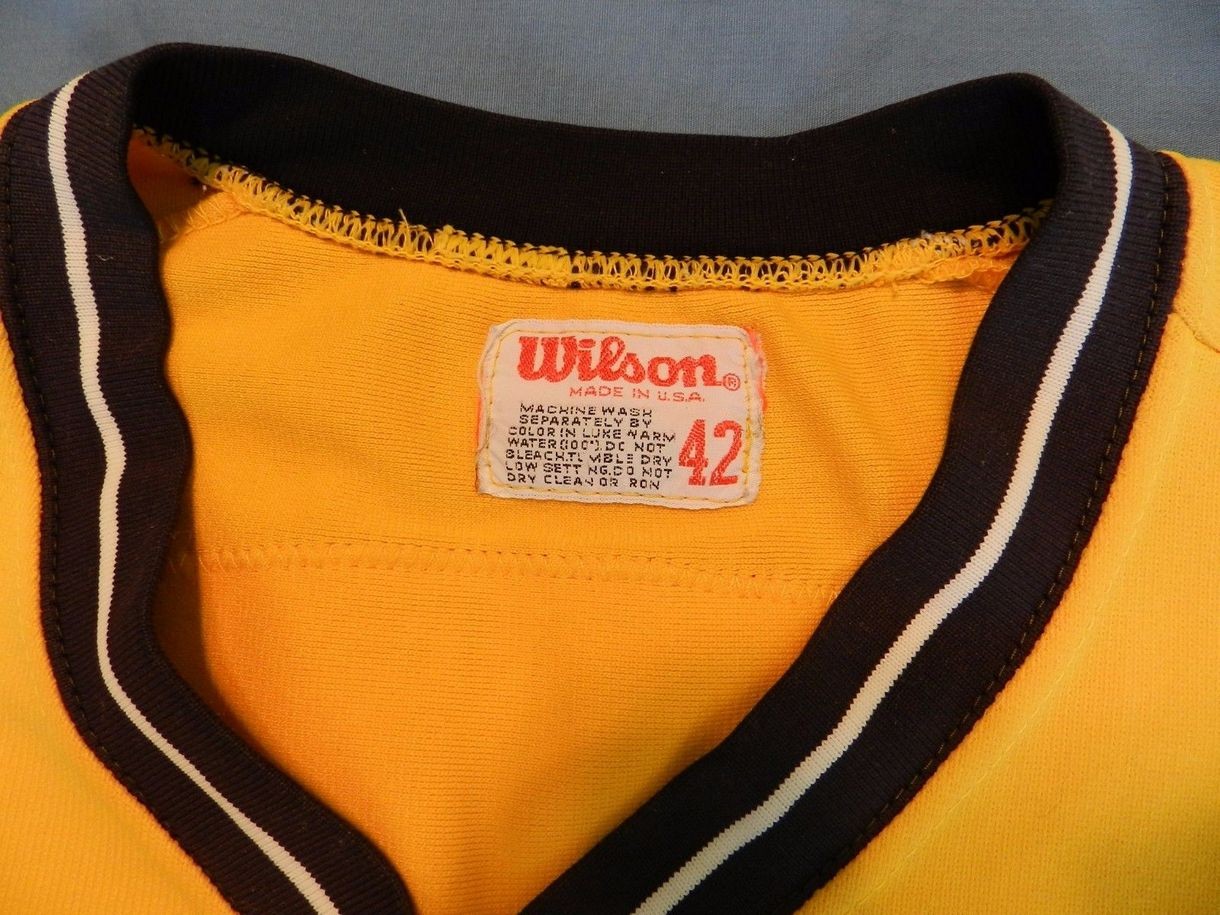 Wilson®
MADE IN U.S.A.
MACHINE WASH
SEPARATELY BY
COLOR IN LUKE WARM
WATER(100°). DO NOT
BLEACH. TUMBLE DRY
LOW SETTING. DO NOT
DRY CLEAN OR IRON
42